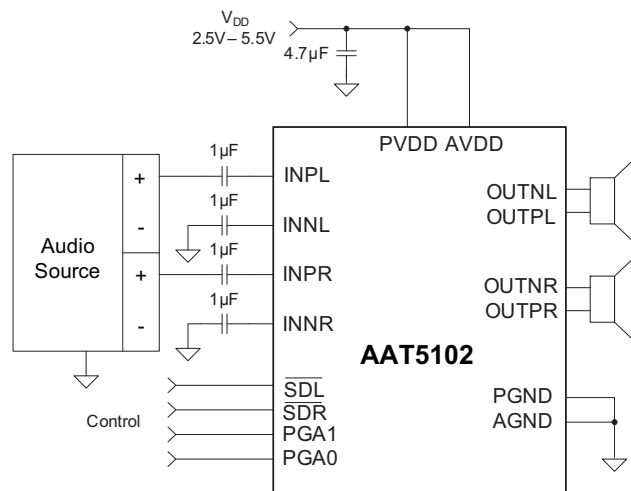 V_DD
2.5V – 5.5V
4.7µF
PVDD AVDD
1µF
+
INPL
OUTNL
1µF
OUTPL
-
INNL
Audio
Source
1µF
+
INPR
OUTNR
1µF
OUTPR
-
INNR
AAT5102
SDL
PGND
SDR
AGND
Control
PGA1
PGA0